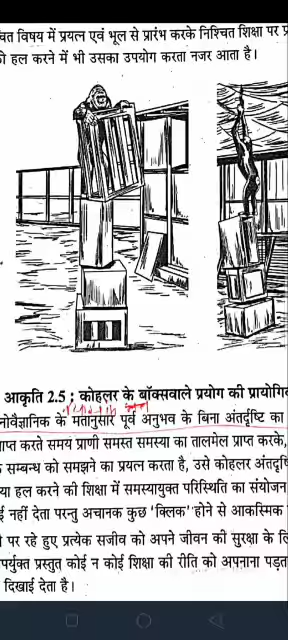 चित विषय में प्रयत्न एवं भूल से प्रारंभ करके निश्चित शिक्षा पर
ो हल करने में भी उसका उपयोग करता नजर आता है।
आकृति 2.5 ; कोहलर के बॉक्सवाले प्रयोग की प्रायोगि
नोवैज्ञानिक के मतानुसार पूर्व अनुभव के बिना अंतर्दृष्टि का
ाप्त करते समय प्राणी समस्त समस्या का तालमेल प्राप्त करके,
सम्बन्ध को समझने का प्रयत्न करता है, उसे कोहलर अंतर्दृष्टि
या हल करने की शिक्षा में समस्यायुक्त परिस्थिति का संयोजन
ई नहीं देता परन्तु अचानक कुछ 'क्लिक' होने से आकस्मिक
पर रहे हुए प्रत्येक सजीव को अपने जीवन की सुरक्षा के लि
पर्युक्त प्रस्तुत कोई न कोई शिक्षा की रीति को अपनाना पड़त
दिखाई देता है।